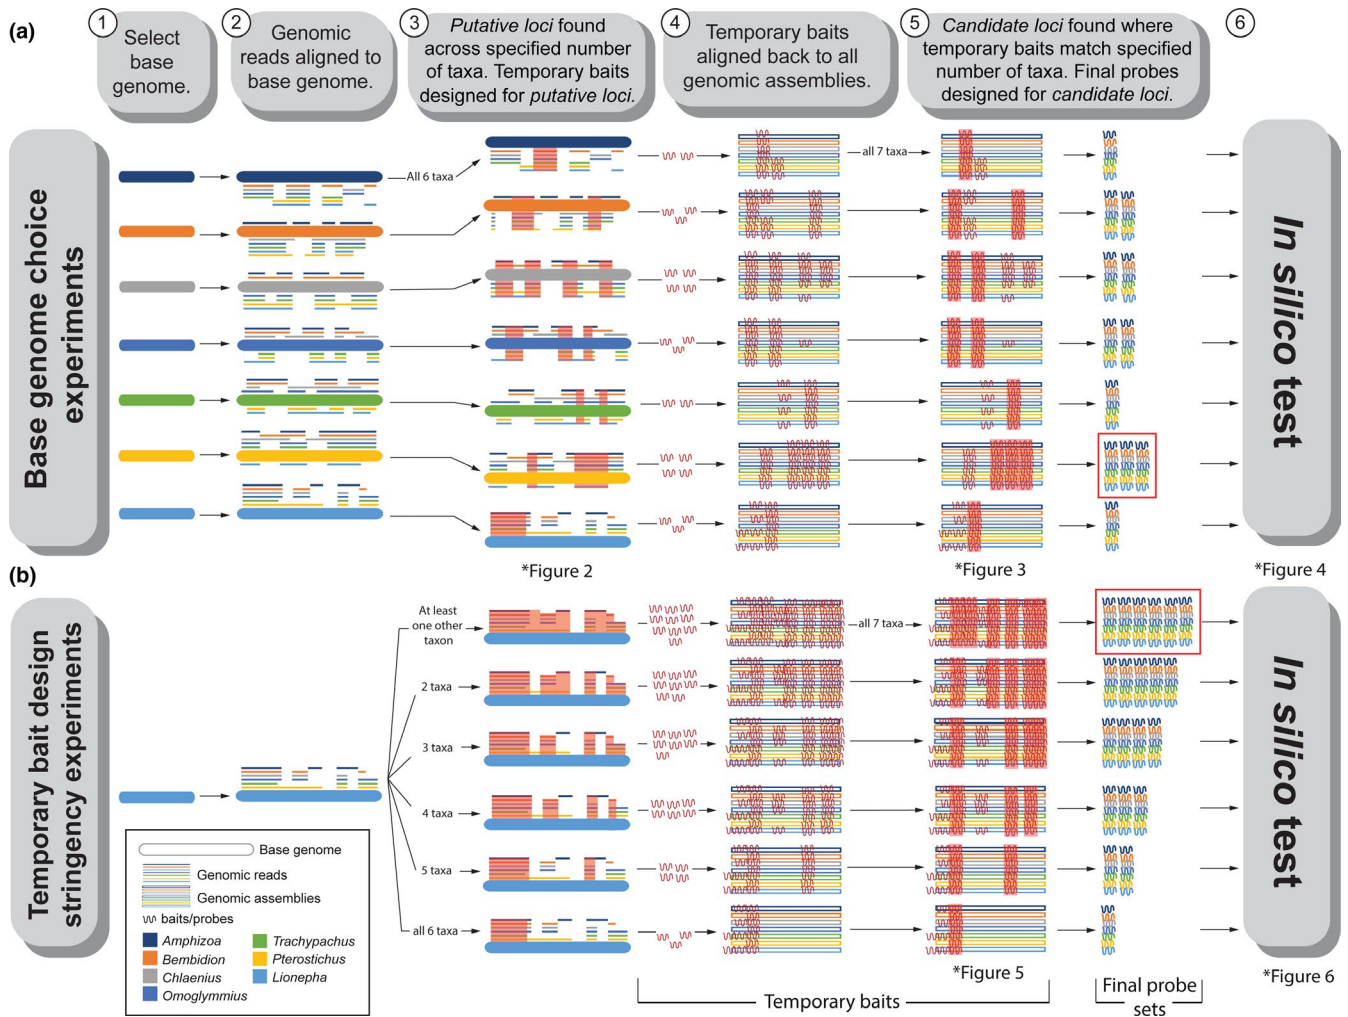 (a)
1
Select
base
genome.
2
Genomic
reads aligned to
base genome.
3
Putative loci found
across specified number
of taxa. Temporary baits
designed for putative loci.
4
Temporary baits
aligned back to all
genomic assemblies.
5
Candidate loci found where
temporary baits match specified
number of taxa. Final probes
designed for candidate loci.
6
Base genome choice
experiments
All 6 taxa
all 7 taxa
In silico test
*Figure 2
*Figure 3
*Figure 4
(b)
Temporary bait design
stringency experiments
At least
one other
taxon
2 taxa
3 taxa
4 taxa
5 taxa
all 6 taxa
all 7 taxa
In silico test
Base genome
Genomic reads
Genomic assemblies
baits/probes
Amphizoa
Bembidion
Chlaenius
Omoglymmius
Trachypachus
Pterostichus
Lionepha
*Figure 5
*Figure 6
Temporary baits
Final probe
sets